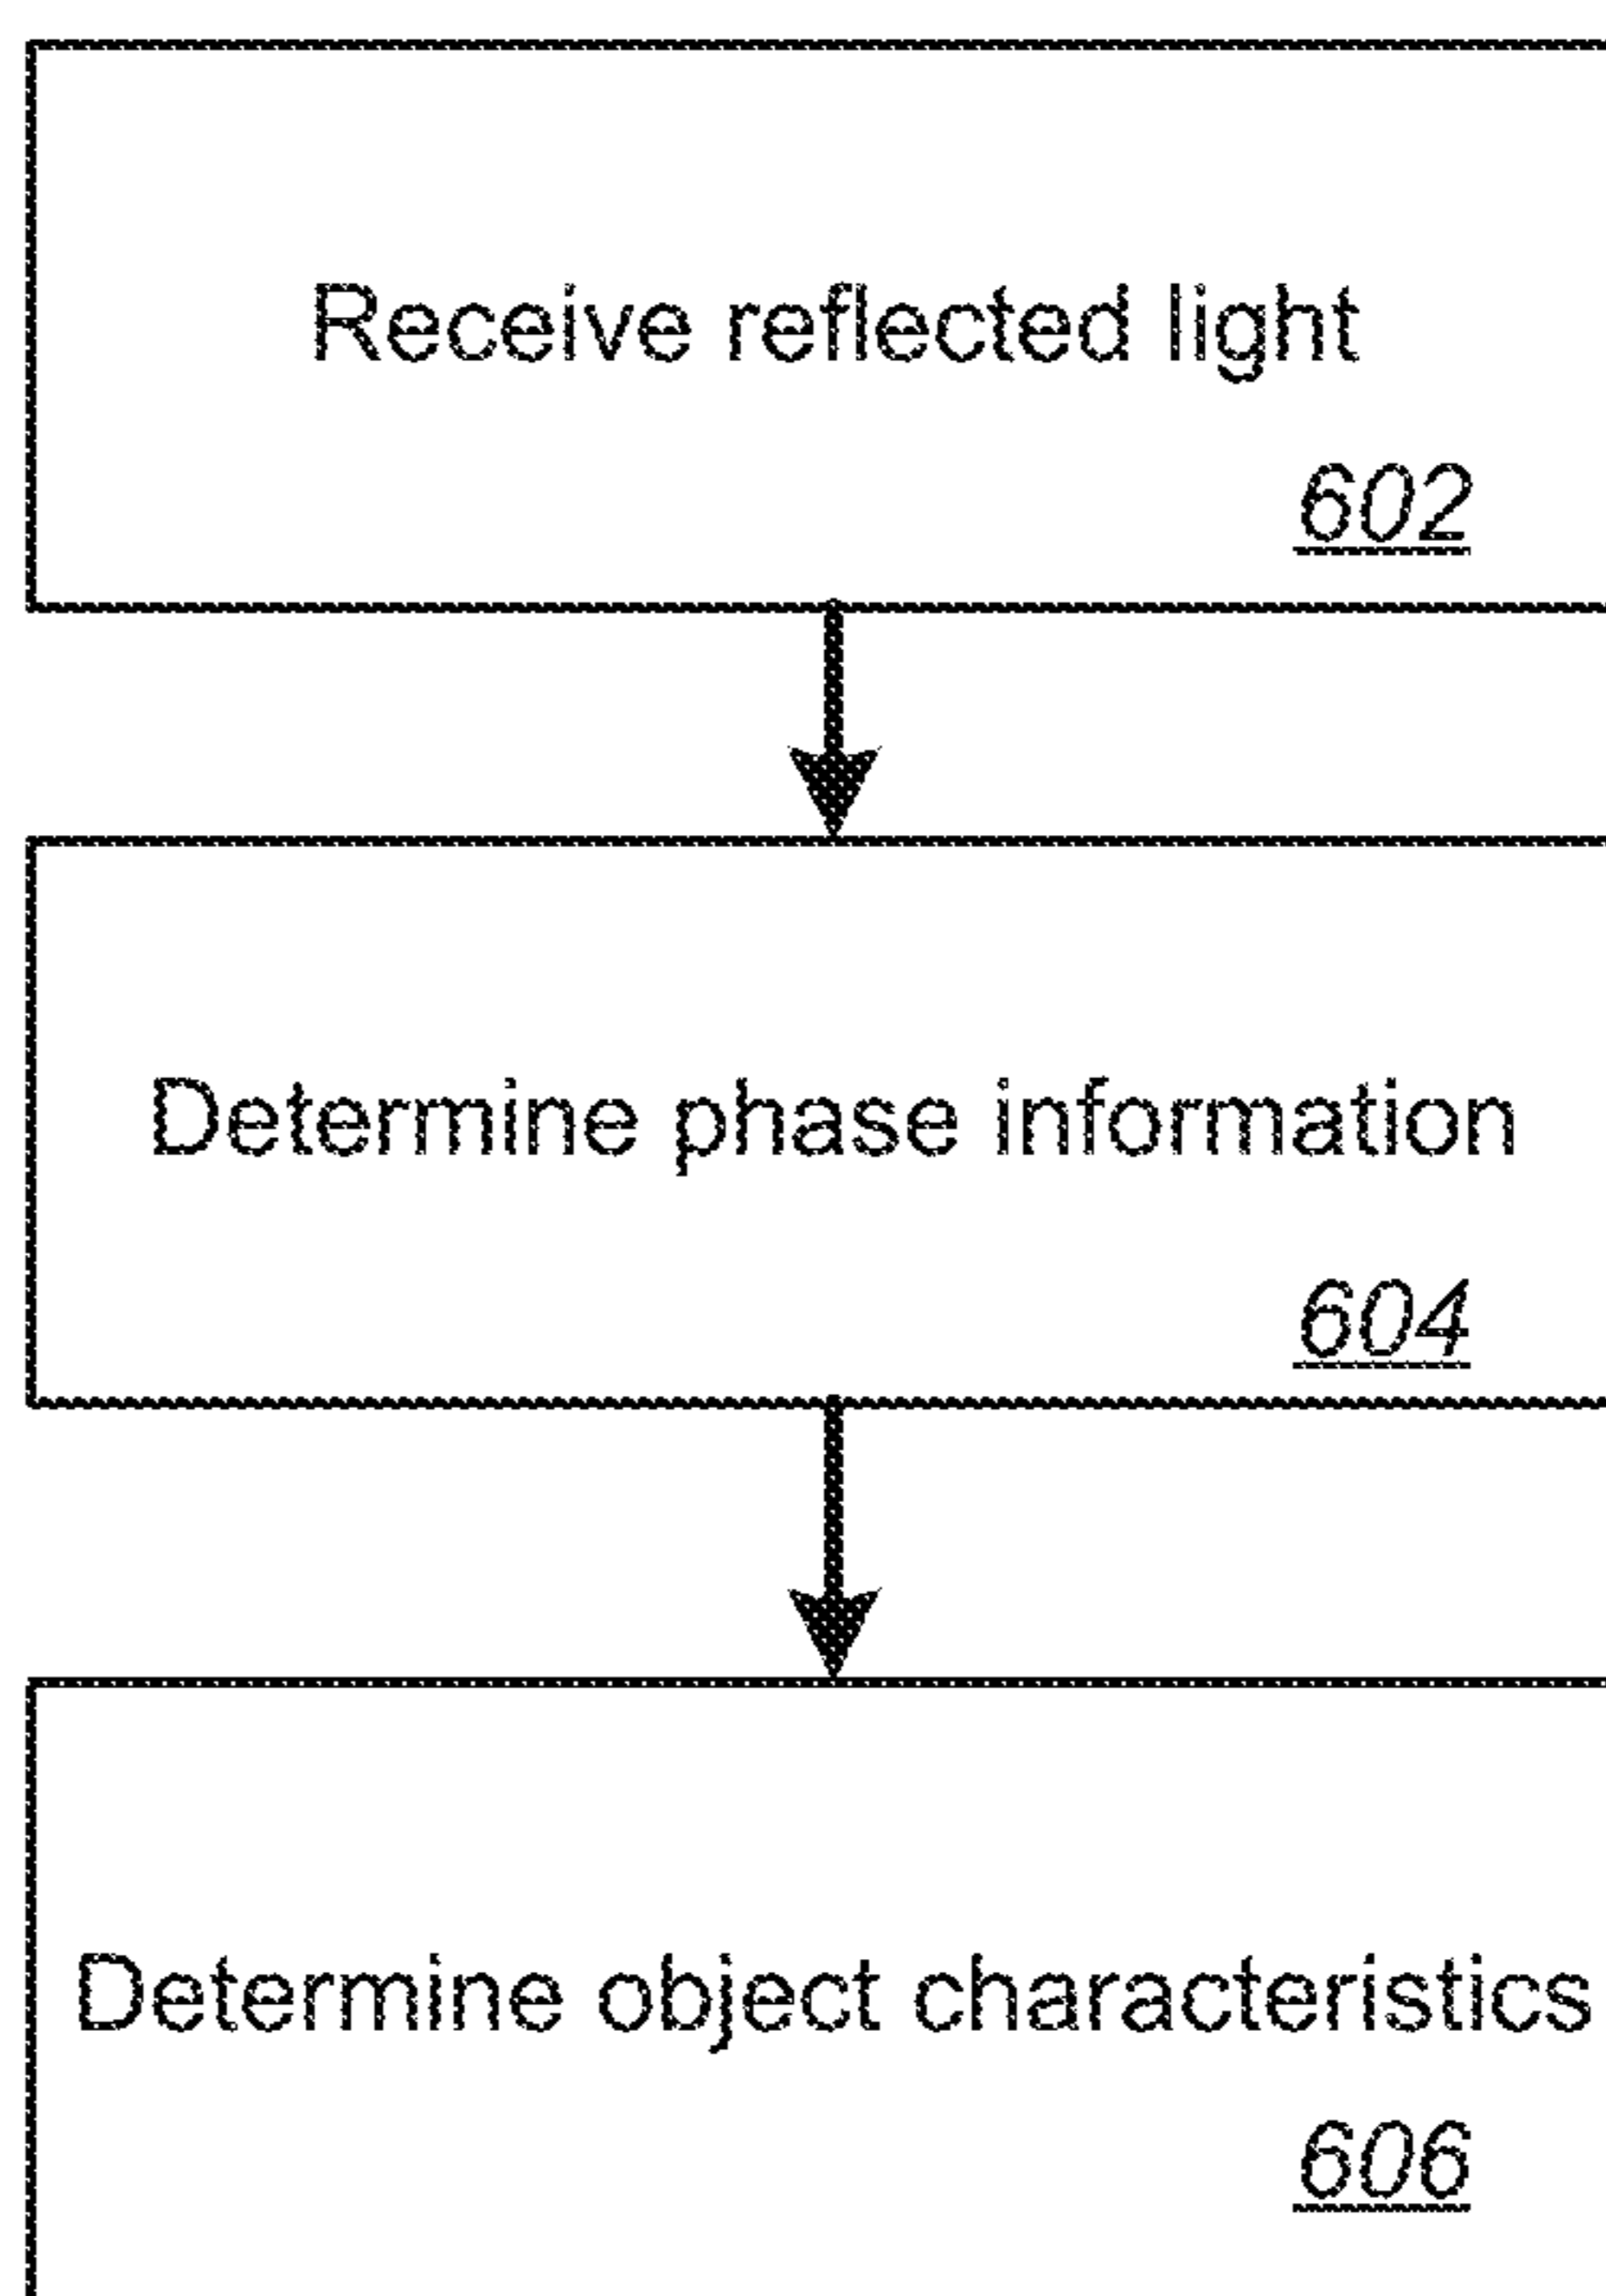 Receive reflected light
602
Determine phase information
604
Determine object characteristics
606